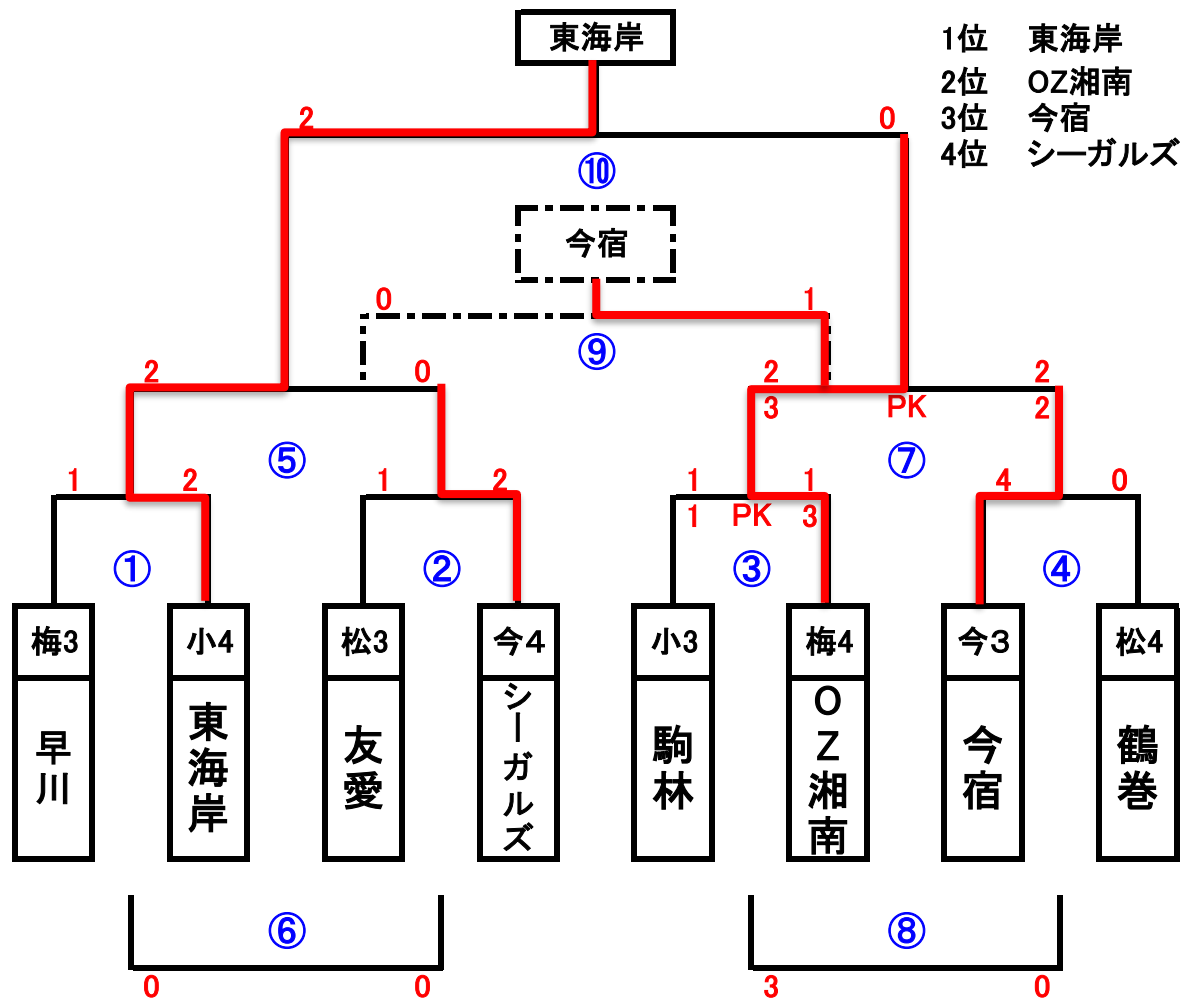 東海岸
1位 東海岸
2位 OZ湘南
3位 今宿
4位 シーガルズ
2 0
⑩
今宿
0 1
⑨
2 0 2 2
3 PK 2
⑤ ⑦
1 2 1 2 1 1 4 0
1 PK 3
① ② ③ ④
梅3 小4 松3 今4 小3 梅4 今3 松4
早川 東海岸 友愛 シーガルズ 駒林 OZ湘南 今宿 鶴巻
⑥ ⑧
0 0 3 0